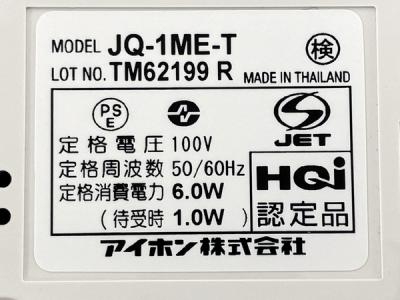 MODEL JQ-1ME-T 検
LOT NO. TM62199 R MADE IN THAILAND
PS
E
JET
定格電圧 100V
定格周波数 50/60Hz
定格消費電力 6.0W
(待受時 1.0W)
HQi
認定品
アイホン株式会社